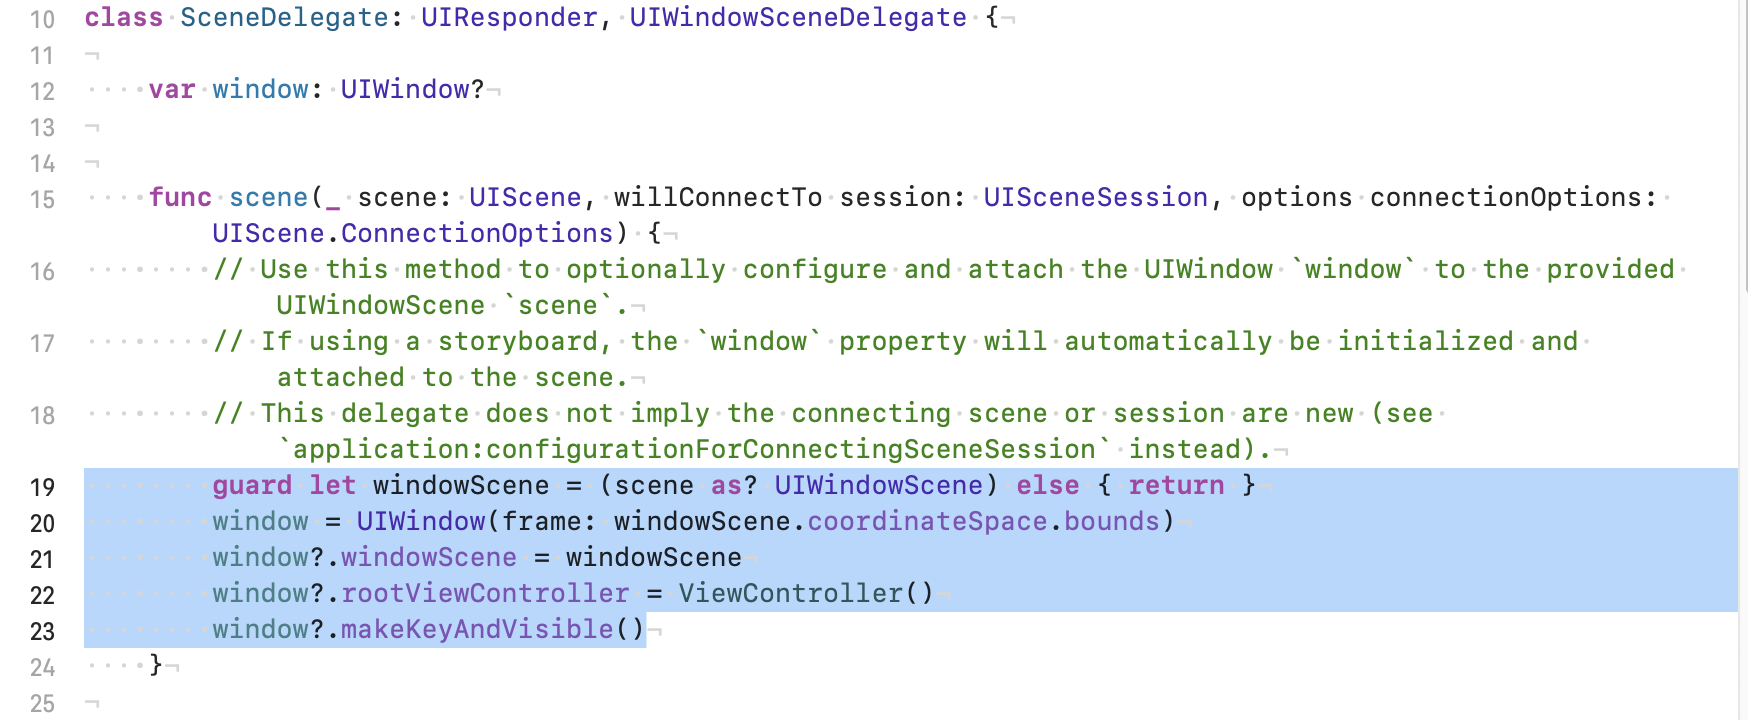 10 class SceneDelegate: UIResponder, UIWindowSceneDelegate {
11
12     var window: UIWindow?
13
14
15     func scene(_ scene: UIScene, willConnectTo session: UISceneSession, options connectionOptions:
        UIScene.ConnectionOptions) {
16         // Use this method to optionally configure and attach the UIWindow `window` to the provided
            UIWindowScene `scene`.
17         // If using a storyboard, the `window` property will automatically be initialized and
            attached to the scene.
18         // This delegate does not imply the connecting scene or session are new (see
            `application:configurationForConnectingSceneSession` instead).
19         guard let windowScene = (scene as? UIWindowScene) else { return }
20         window = UIWindow(frame: windowScene.coordinateSpace.bounds)
21         window?.windowScene = windowScene
22         window?.rootViewController = ViewController()
23         window?.makeKeyAndVisible()
24     }
25